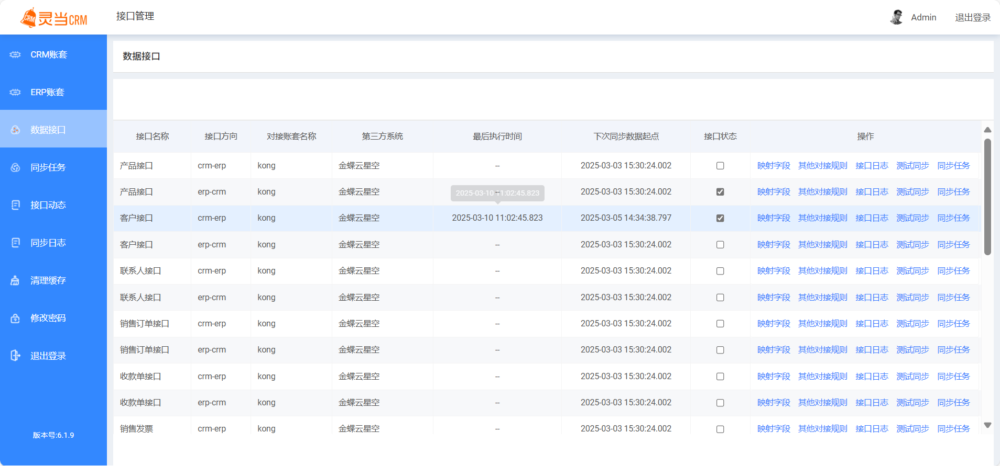 CRM 灵当CRM 接口管理 Admin 退出登录
CRM账套
ERP账套
数据接口
同步任务
接口动态
同步日志
清理缓存
修改密码
退出登录
版本号:6.1.9
数据接口
接口名称 接口方向 对接账套名称 第三方系统 最后执行时间 下次同步数据起点 接口状态 操作
产品接口 crm-erp kong 金蝶云星空 -- 2025-03-03 15:30:24.002 映射字段 其他对接规则 接口日志 测试同步 同步任务
产品接口 erp-crm kong 金蝶云星空 -- 2025-03-03 15:30:24.002 映射字段 其他对接规则 接口日志 测试同步 同步任务
2025-03-10 11:02:45.823
客户接口 crm-erp kong 金蝶云星空 2025-03-10 11:02:45.823 2025-03-05 14:34:38.797 映射字段 其他对接规则 接口日志 测试同步 同步任务
客户接口 erp-crm kong 金蝶云星空 -- 2025-03-03 15:30:24.002 映射字段 其他对接规则 接口日志 测试同步 同步任务
联系人接口 crm-erp kong 金蝶云星空 -- 2025-03-03 15:30:24.002 映射字段 其他对接规则 接口日志 测试同步 同步任务
联系人接口 erp-crm kong 金蝶云星空 -- 2025-03-03 15:30:24.002 映射字段 其他对接规则 接口日志 测试同步 同步任务
销售订单接口 crm-erp kong 金蝶云星空 -- 2025-03-03 15:30:24.002 映射字段 其他对接规则 接口日志 测试同步 同步任务
销售订单接口 erp-crm kong 金蝶云星空 -- 2025-03-03 15:30:24.002 映射字段 其他对接规则 接口日志 测试同步 同步任务
收款单接口 crm-erp kong 金蝶云星空 -- 2025-03-03 15:30:24.002 映射字段 其他对接规则 接口日志 测试同步 同步任务
收款单接口 erp-crm kong 金蝶云星空 -- 2025-03-03 15:30:24.002 映射字段 其他对接规则 接口日志 测试同步 同步任务
销售发票 crm-erp kong 金蝶云星空 -- 2025-03-03 15:30:24.002 映射字段 其他对接规则 接口日志 测试同步 同步任务